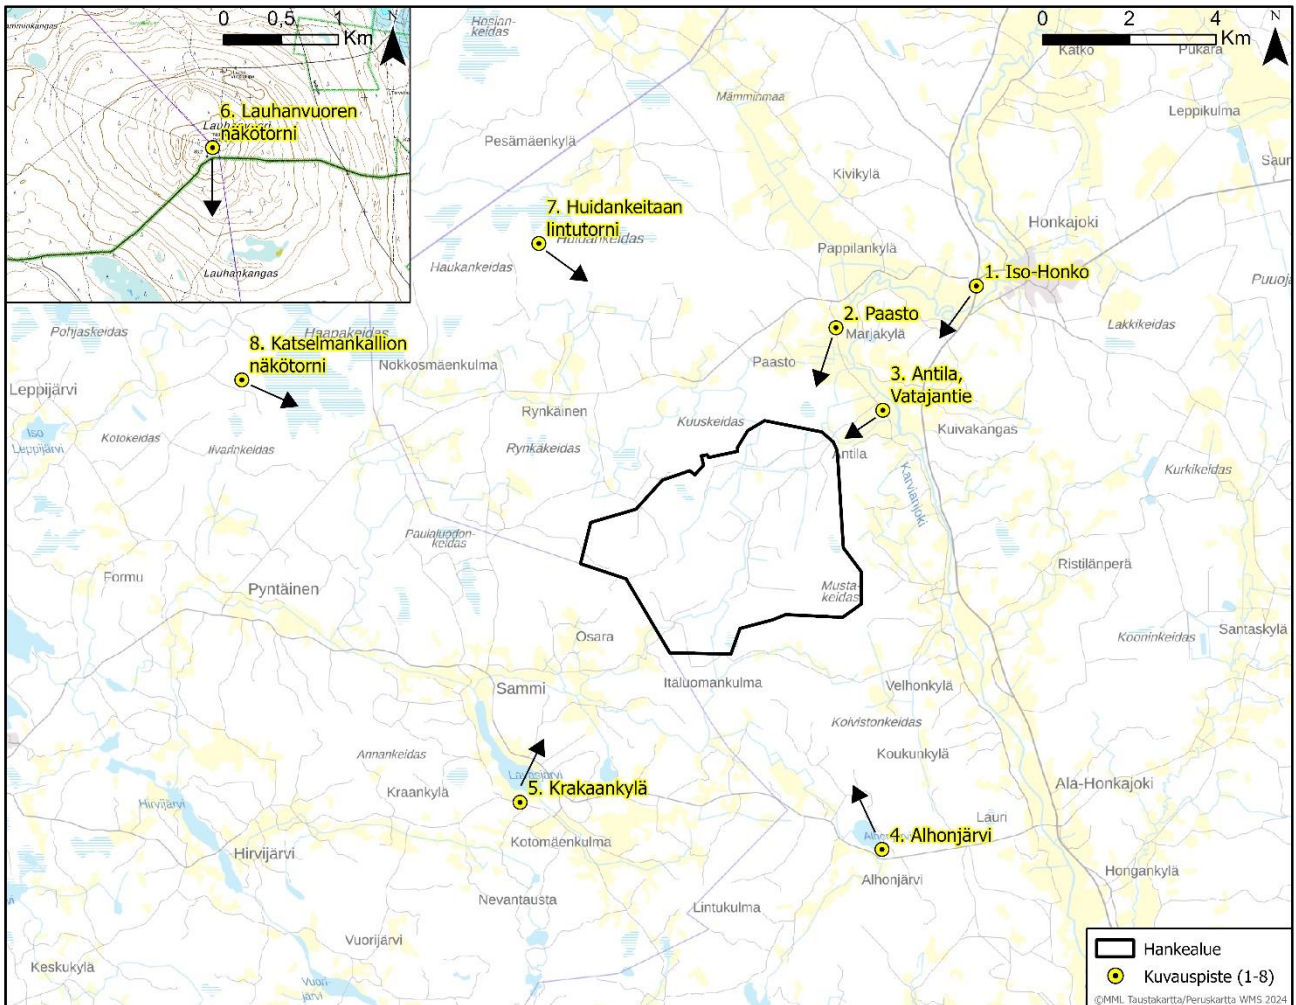 0 0,5 1
Km
N
6. Lauhanvuoren
näkötorni
Lauhankangas
Hosian-
keidas
0 2 4
Km
N
Katko
Pukara
Mämminmaa
Leppikulma
Pesämäenkylä
Kivikylä
7. Huidankeitaan
lintutorni
Huidankeidas
Honkajoki
Pappilankylä
Haukankeidas
1. Iso-Honko
Pohjaskeidas
Haapakeidas
2. Paasto
Marjakylä
Lakkikeidas
8. Katselmankallion
näkötorni
Nokkosmäenkulma
Paasto
Leppijärvi
3. Antila,
Vatajantie
Rynkäinen
Kuuskeidas
Kuivakangas
Iso
Leppijärvi
Kotokeidas
Iivarinkeidas
Rynkäkeidas
Antila
Kurkikeidas
Karvianjoki
Paulaluodon-
keidas
Formu
Pyntäinen
Ristilänperä
Musta-
keidas
Osara
Kooninkeidas
Santaskylä
Sammi
Itäluomankulma
Velhonkylä
Koivistonkeidas
Annankeidas
Koukunkylä
Kraankylä
5. Krakaankylä
Ala-Honkajoki
Hirvijärvi
Lauri
4. Alhonjärvi
Kotomäenkulma
Hirvijärvi
Alhonjärvi
Hongankylä
Nevantausta
Lintukulma
Vuorijärvi
Keskukylä
Vuori-
järvi
Hankealue
Kuvauspiste (1-8)
©MML Taustakartta/Peruskartta WMS 2024